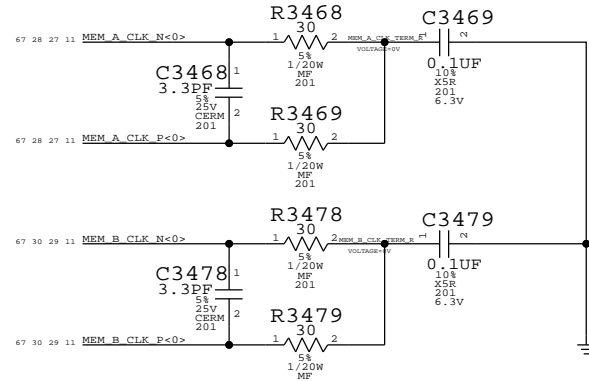 R3468
30
67 28 27 11 MEM_A_CLK_N<0>
1
2
MEM_A_CLK_TERM_R
VOLTAGE=0V
5%
1/20W
MF
201
C3469
1
2
0.1UF
10%
X5R
201
6.3V
C3468
1
3.3PF
5%
25V
CERM
201
2
R3469
30
67 28 27 11 MEM_A_CLK_P<0>
1
2
5%
1/20W
MF
201
R3478
30
67 30 29 11 MEM_B_CLK_N<0>
1
2
MEM_B_CLK_TERM_R
VOLTAGE=0V
5%
1/20W
MF
201
C3479
1
2
0.1UF
10%
X5R
201
6.3V
C3478
1
3.3PF
5%
25V
CERM
201
2
R3479
30
67 30 29 11 MEM_B_CLK_P<0>
1
2
5%
1/20W
MF